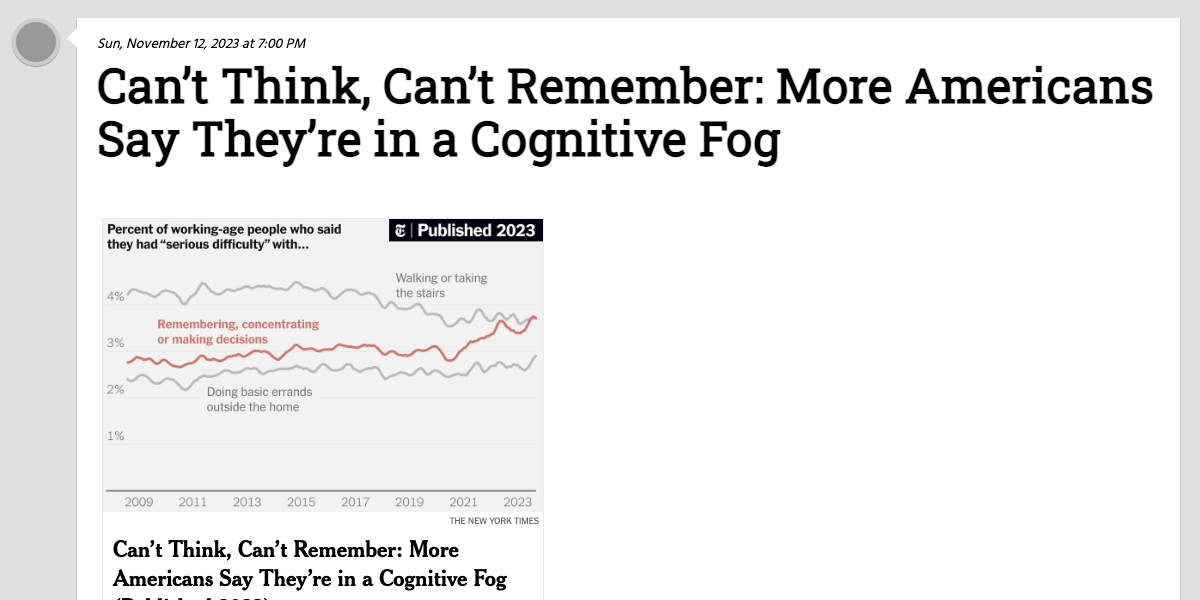 Sun, November 12, 2023 at 7:00 PM
Can’t Think, Can’t Remember: More Americans
Say They’re in a Cognitive Fog
Percent of working-age people who said
they had “serious difficulty” with...
Published 2023
Walking or taking
the stairs
4%
Remembering, concentrating
or making decisions
3%
2%
Doing basic errands
outside the home
1%
2009 2011 2013 2015 2017 2019 2021 2023
THE NEW YORK TIMES
Can’t Think, Can’t Remember: More
Americans Say They’re in a Cognitive Fog